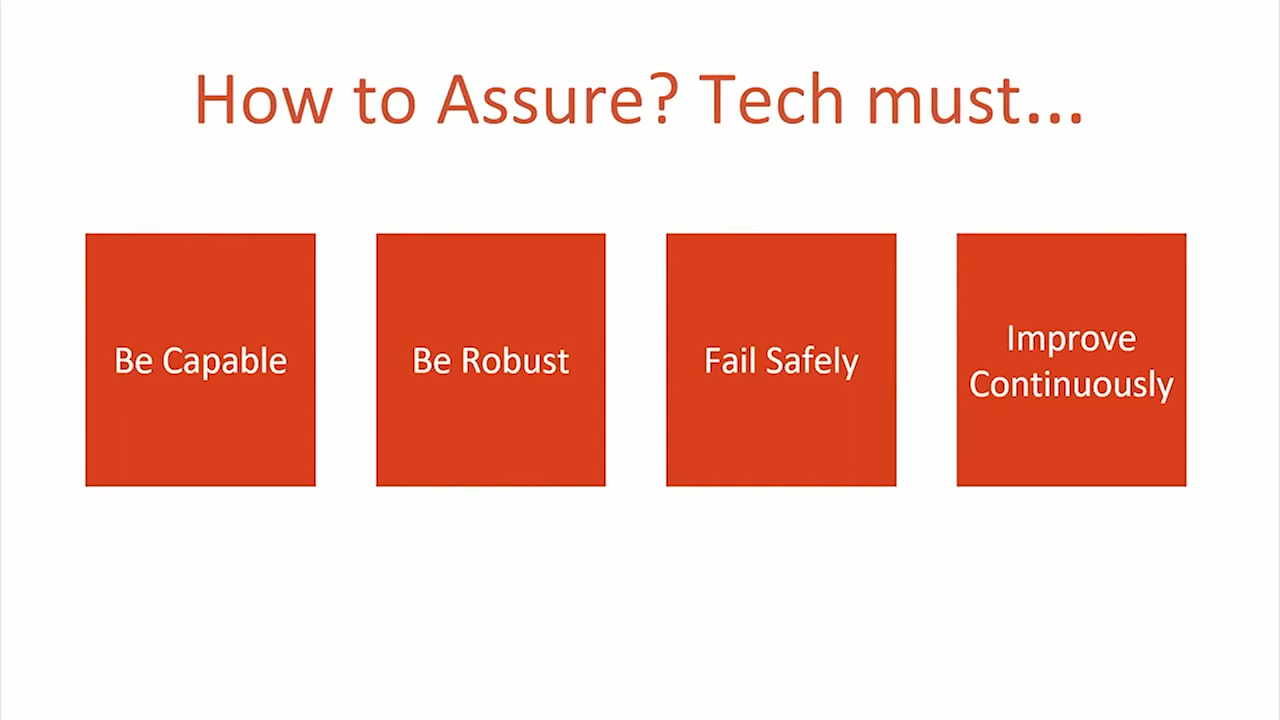 How to Assure? Tech must...
Be Capable
Be Robust
Fail Safely
Improve
Continuously